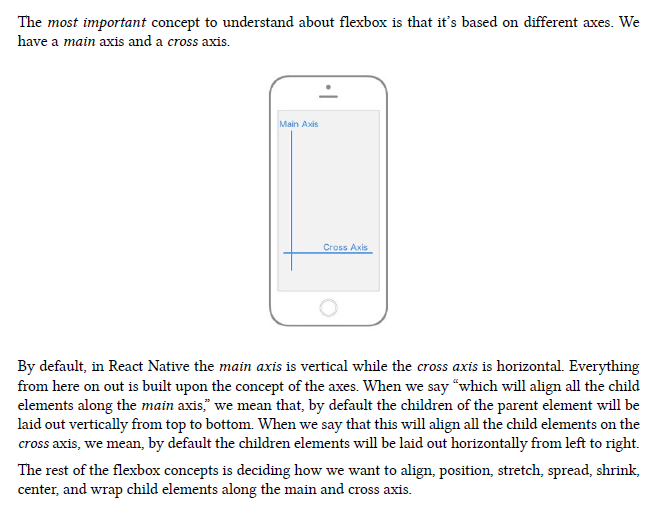 The most important concept to understand about flexbox is that it’s based on different axes. We
have a main axis and a cross axis.
Main Axis
Cross Axis
By default, in React Native the main axis is vertical while the cross axis is horizontal. Everything
from here on out is built upon the concept of the axes. When we say “which will align all the child
elements along the main axis,” we mean that, by default the children of the parent element will be
laid out vertically from top to bottom. When we say that this will align all the child elements on the
cross axis, we mean, by default the children elements will be laid out horizontally from left to right.
The rest of the flexbox concepts is deciding how we want to align, position, stretch, spread, shrink,
center, and wrap child elements along the main and cross axis.